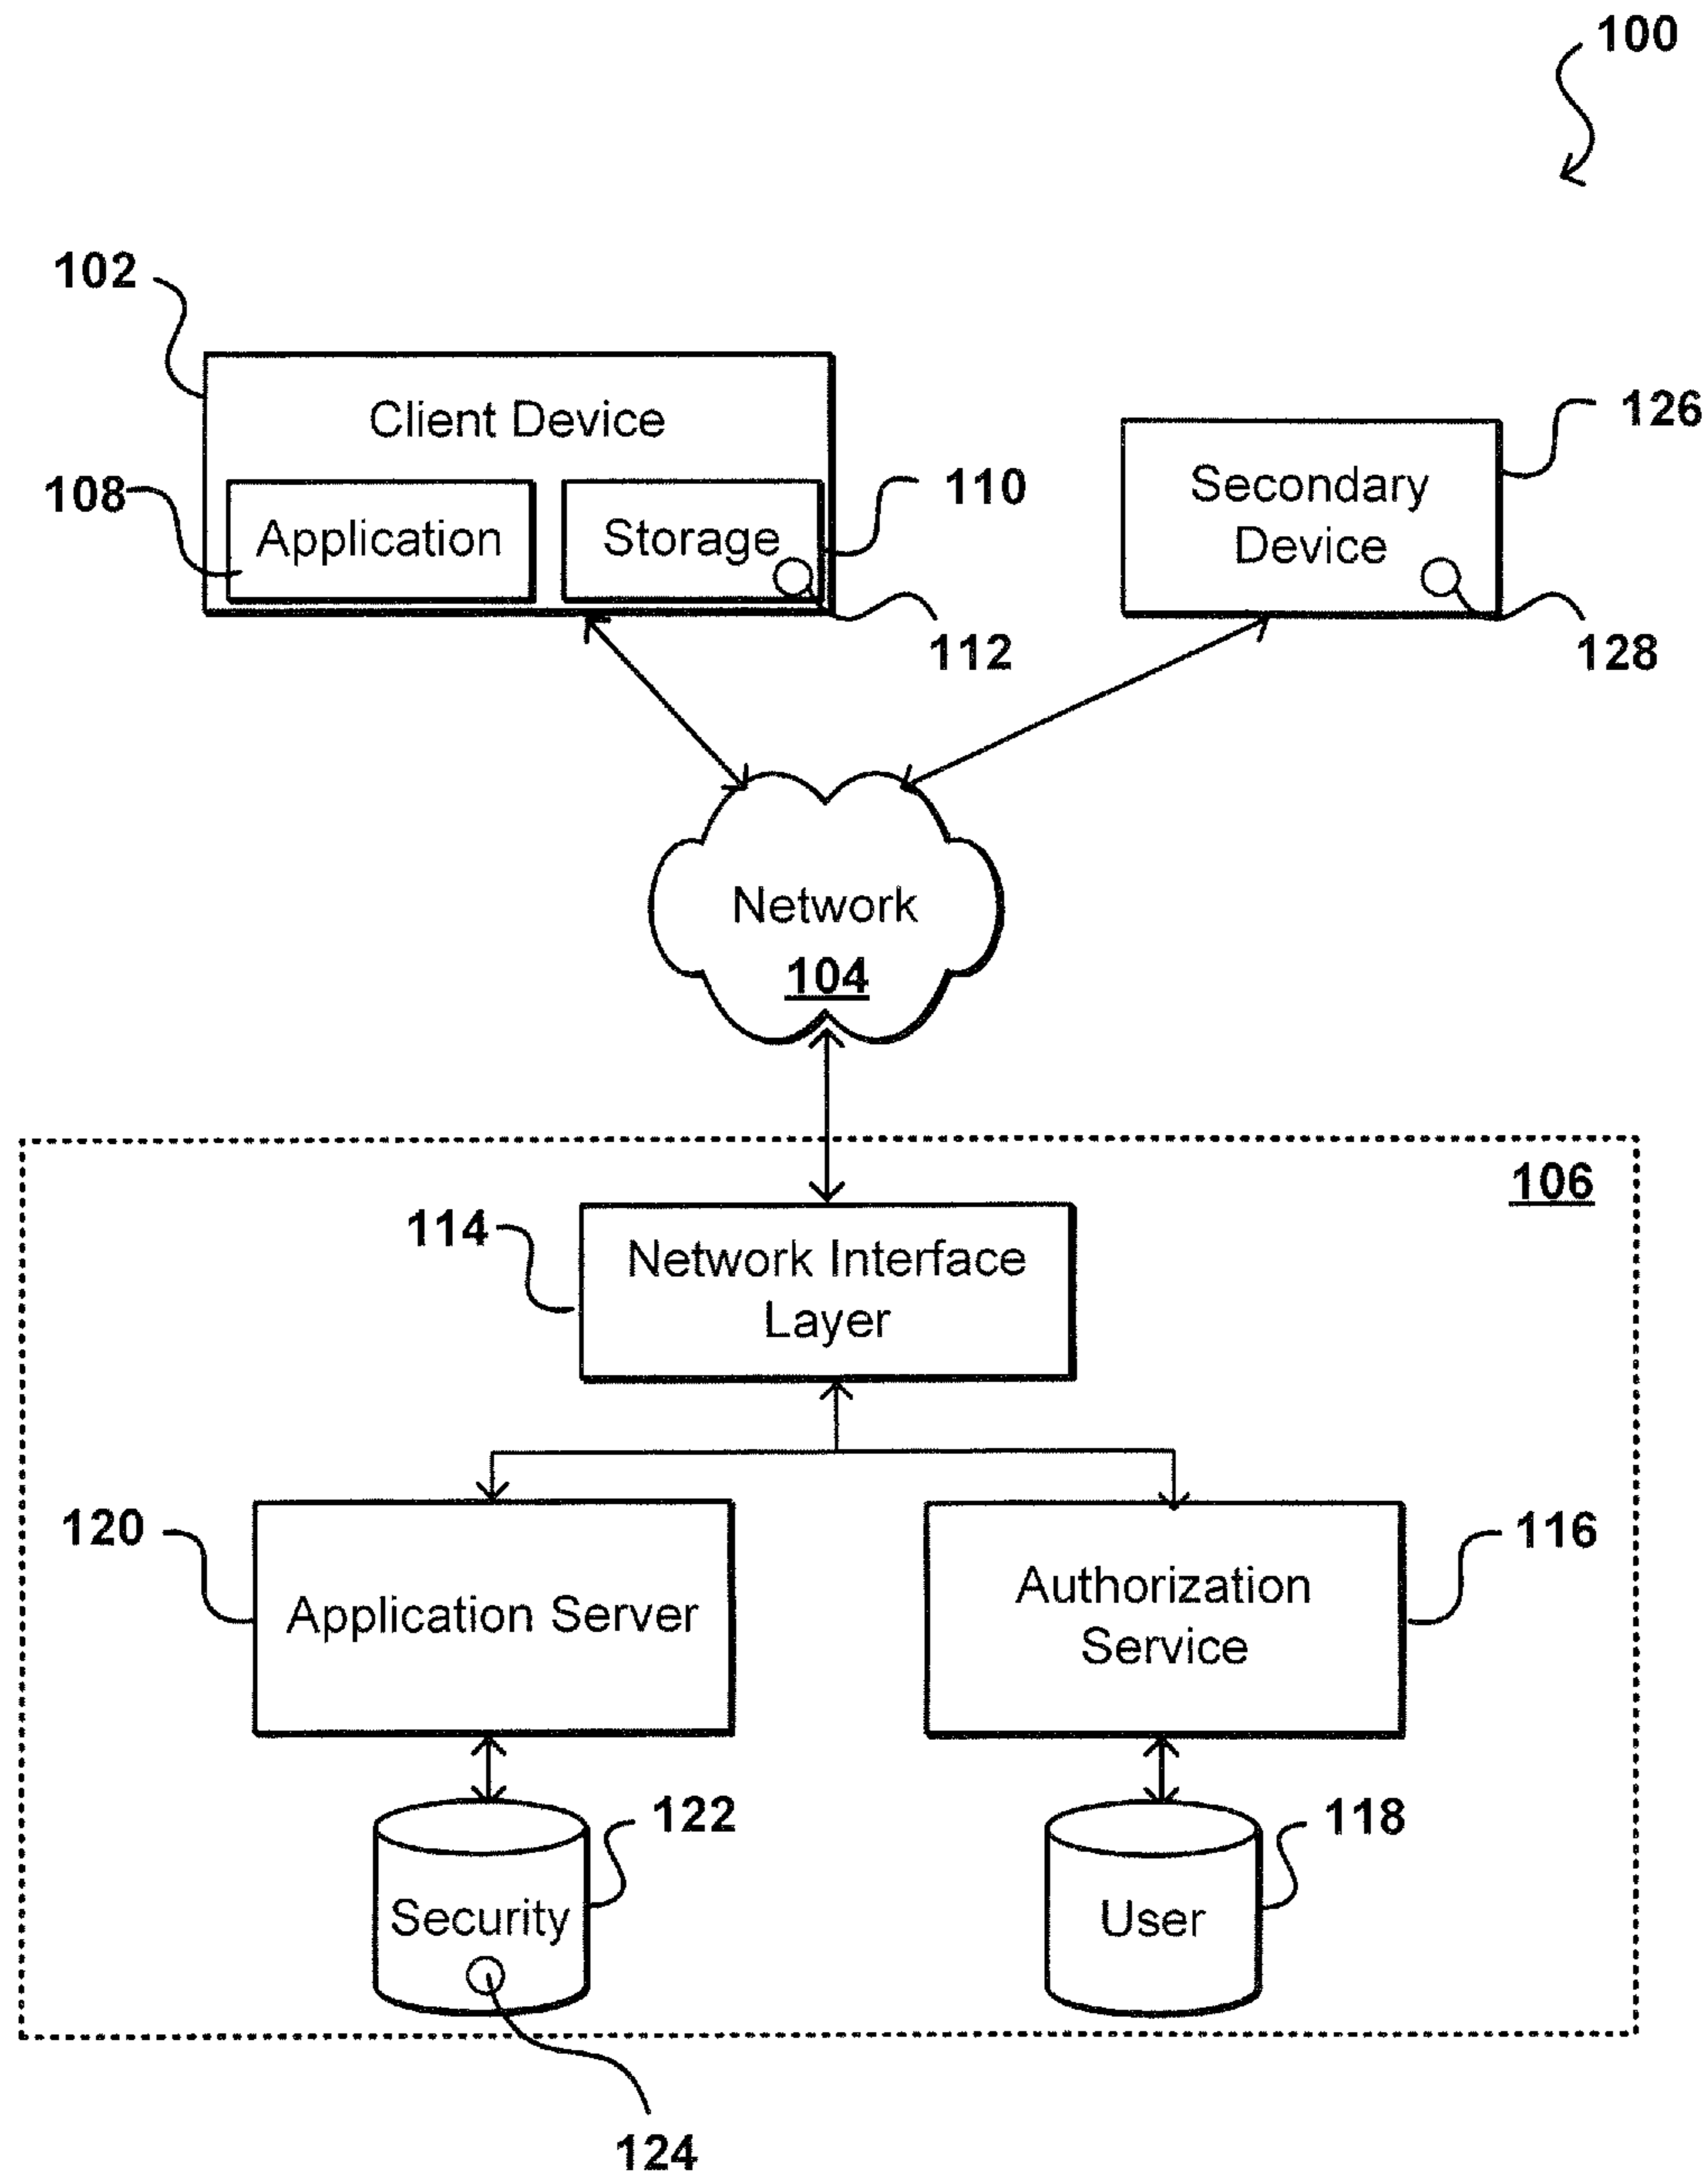 100
102
Client Device
126
108
Application
Storage
110
Secondary
Device
112
128
Network
104
106
114
Network Interface
Layer
120
Application Server
Authorization
Service
116
122
Security
118
User
124